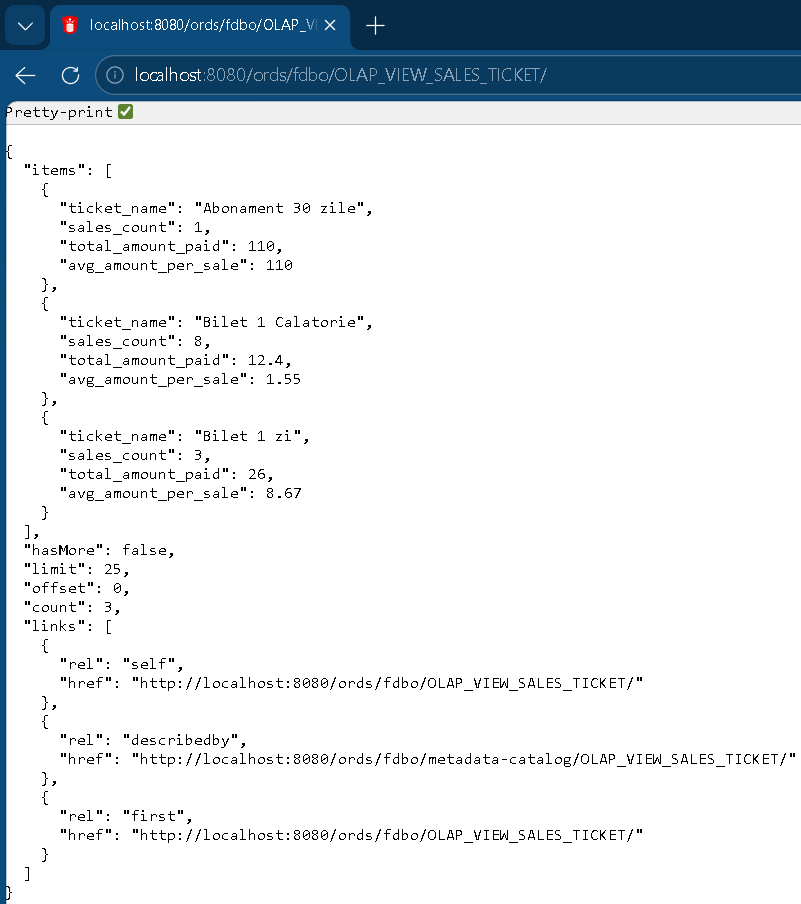 localhost:8080/ords/fdbo/OLAP_VI
localhost:8080/ords/fdbo/OLAP_VIEW_SALES_TICKET/
Pretty-print
{
  "items": [
    {
      "ticket_name": "Abonament 30 zile",
      "sales_count": 1,
      "total_amount_paid": 110,
      "avg_amount_per_sale": 110
    },
    {
      "ticket_name": "Bilet 1 Calatorie",
      "sales_count": 8,
      "total_amount_paid": 12.4,
      "avg_amount_per_sale": 1.55
    },
    {
      "ticket_name": "Bilet 1 zi",
      "sales_count": 3,
      "total_amount_paid": 26,
      "avg_amount_per_sale": 8.67
    }
  ],
  "hasMore": false,
  "limit": 25,
  "offset": 0,
  "count": 3,
  "links": [
    {
      "rel": "self",
      "href": "http://localhost:8080/ords/fdbo/OLAP_VIEW_SALES_TICKET/"
    },
    {
      "rel": "describedby",
      "href": "http://localhost:8080/ords/fdbo/metadata-catalog/OLAP_VIEW_SALES_TICKET/"
    },
    {
      "rel": "first",
      "href": "http://localhost:8080/ords/fdbo/OLAP_VIEW_SALES_TICKET/"
    }
  ]
}